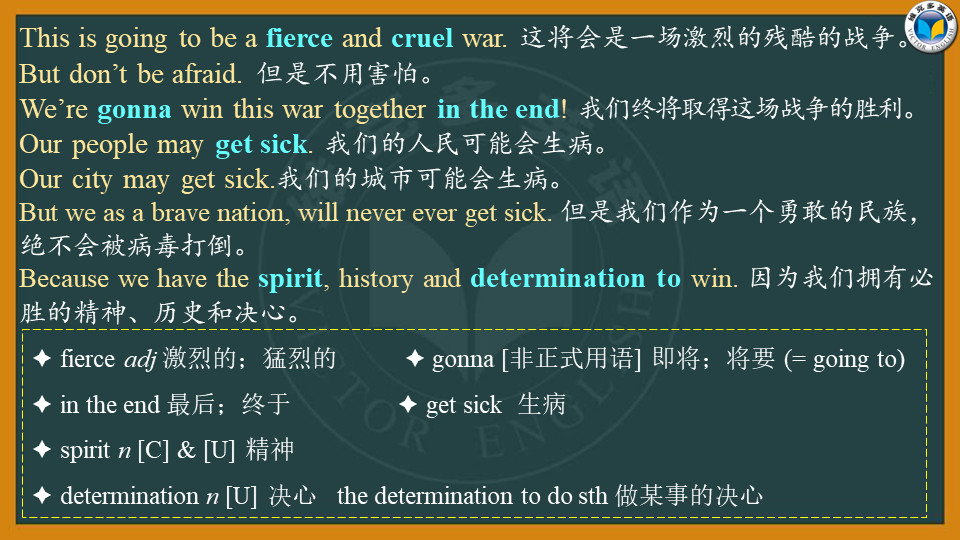 This is going to be a fierce and cruel war. 这将会是一场激烈的残酷的战争。
But don't be afraid. 但是不用害怕。
We're gonna win this war together in the end! 我们终将取得这场战争的胜利。
Our people may get sick. 我们的人民可能会生病。
Our city may get sick.我们的城市可能会生病。
But we as a brave nation, will never ever get sick. 但是我们作为一个勇敢的民族，
绝不会被病毒打倒。
Because we have the spirit, history and determination to win. 因为我们拥有必
胜的精神、历史和决心。
✦ fierce adj 激烈的；猛烈的 ✦ gonna [非正式用语] 即将；将要 (= going to)
✦ in the end 最后；终于 ✦ get sick 生病
✦ spirit n [C] & [U] 精神
✦ determination n [U] 决心 the determination to do sth 做某事的决心
维克多英语
VICTOR ENGLISH